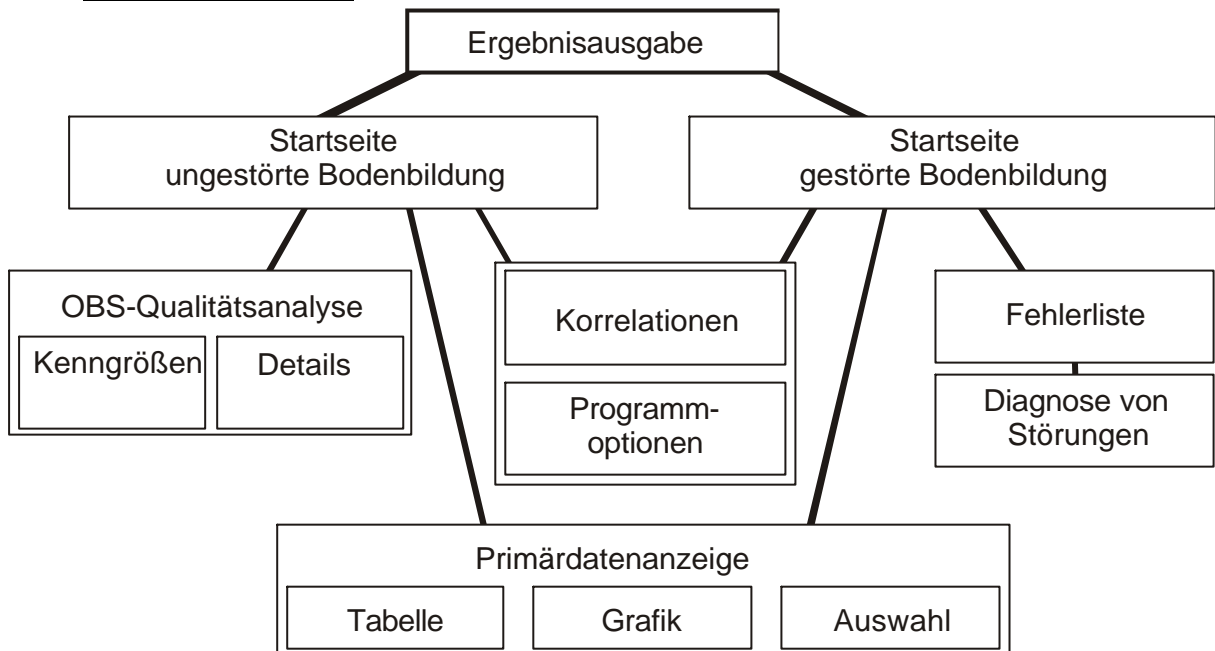 Ergebnisausgabe
Startseite
ungestörte Bodenbildung
Startseite
gestörte Bodenbildung
OBS-Qualitätsanalyse
Kenngrößen
Details
Korrelationen
Programm-
optionen
Fehlerliste
Diagnose von
Störungen
Primärdatenanzeige
Tabelle
Grafik
Auswahl